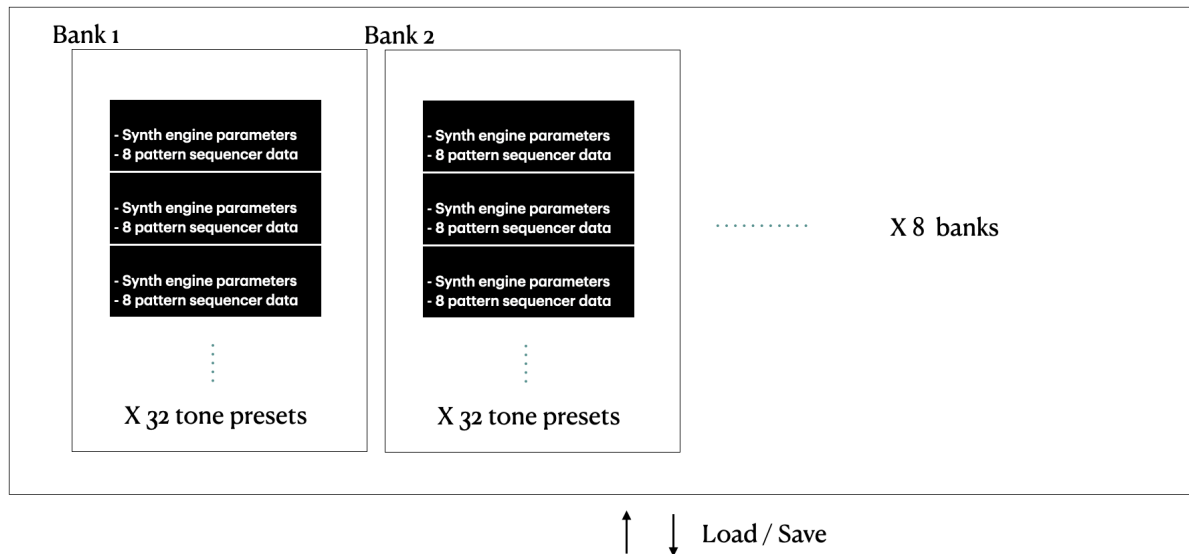 Bank 1
- Synth engine parameters
- 8 pattern sequencer data
- Synth engine parameters
- 8 pattern sequencer data
- Synth engine parameters
- 8 pattern sequencer data
X 32 tone presets
Bank 2
- Synth engine parameters
- 8 pattern sequencer data
- Synth engine parameters
- 8 pattern sequencer data
- Synth engine parameters
- 8 pattern sequencer data
X 32 tone presets
X 8 banks
Load / Save